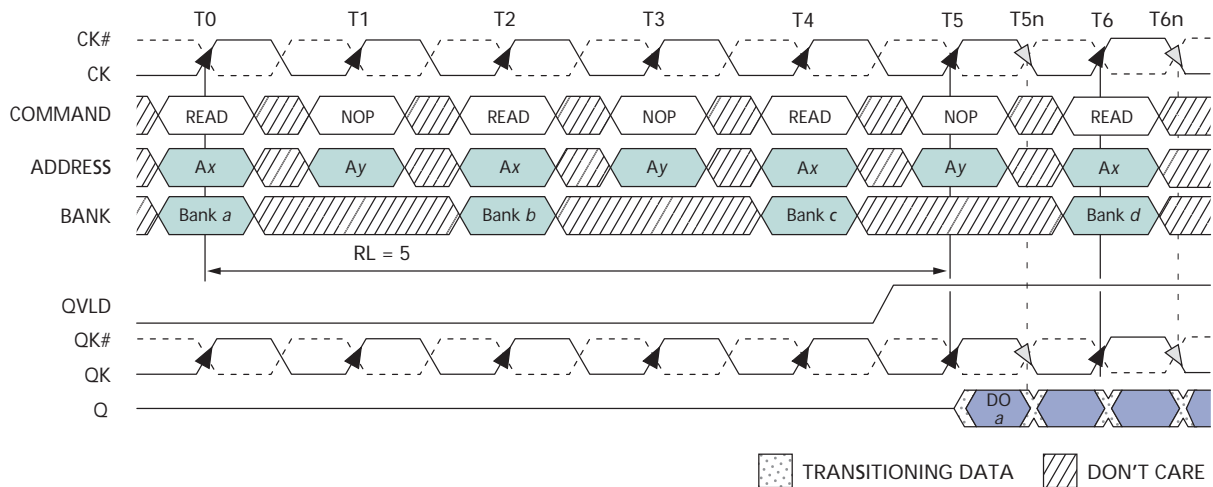 T0 T1 T2 T3 T4 T5 T5n T6 T6n
CK#
CK
COMMAND READ NOP READ NOP READ NOP READ
ADDRESS Ax Ay Ax Ay Ax Ay Ax
BANK Bank a Bank b Bank c Bank d
RL = 5
QVLD
QK#
QK
Q DO
a
TRANSITIONING DATA DON'T CARE